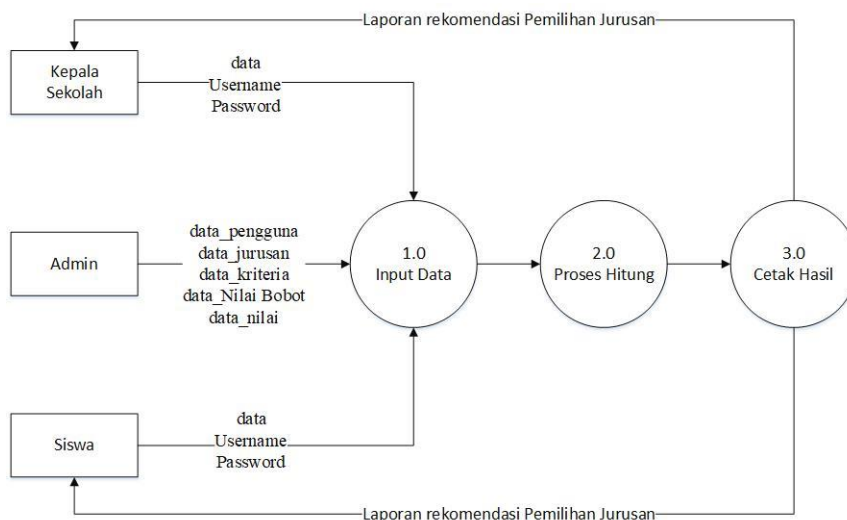 Laporan rekomendasi Pemilihan Jurusan
Kepala
Sekolah
data
Username
Password
Admin
data_pengguna
data_jurusan
data_kriteria
data_Nilai Bobot
data_nilai
1.0
Input Data
2.0
Proses Hitung
3.0
Cetak Hasil
Siswa
data
Username
Password
Laporan rekomendasi Pemilihan Jurusan